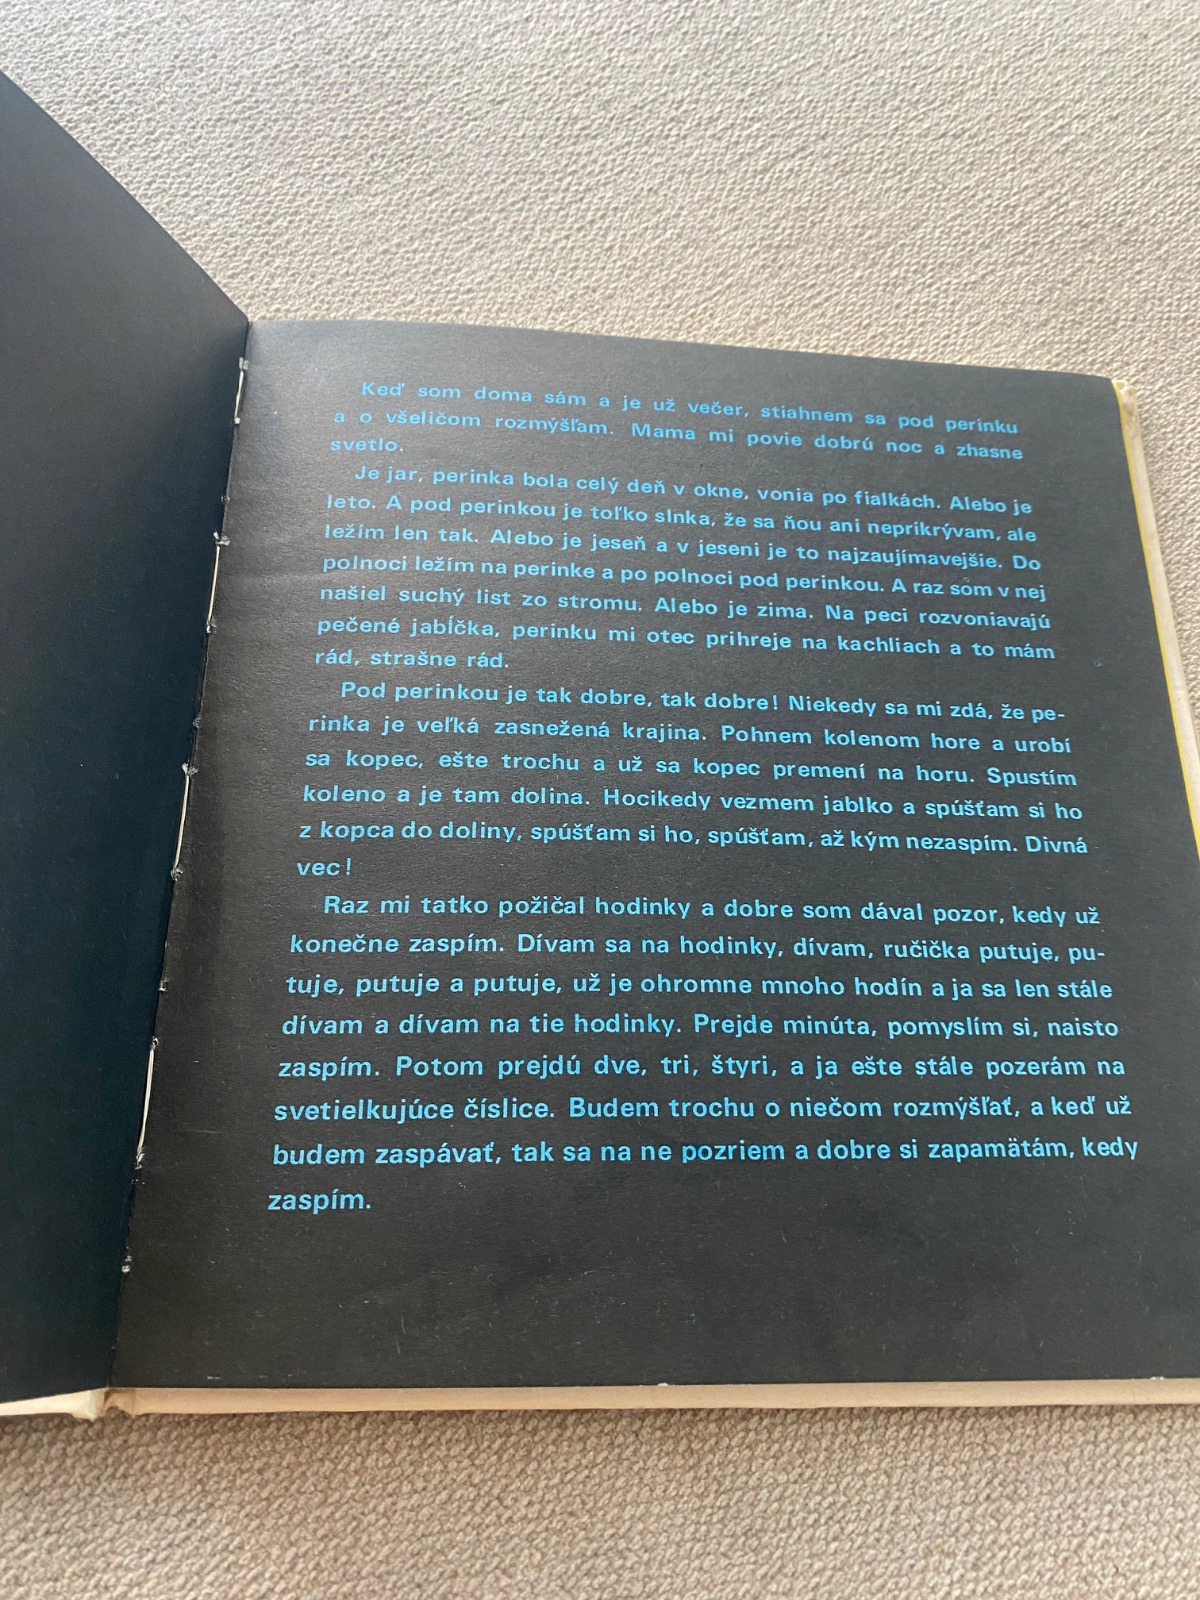 Keď som doma sám a je už večer, stiahnem sa pod perinku
a o všeličom rozmýšľam. Mama mi povie dobrú noc a zhasne
svetlo.
Je jar, perinka bola celý deň v okne, vonia po fialkách. Alebo je
leto. A pod perinkou je toľko slnka, že sa ňou ani neprikrývam, ale
ležím len tak. Alebo je jeseň a v jeseni je to najzaujímavejšie. Do
polnoci ležím na perinke a po polnoci pod perinkou. A raz som v nej
našiel suchý list zo stromu. Alebo je zima. Na peci rozvoniavajú
pečené jabĺčka, perinku mi otec prihreje na kachliach a to mám
rád, strašne rád.
Pod perinkou je tak dobre, tak dobre! Niekedy sa mi zdá, že pe-
rinka je veľká zasnežená krajina. Pohnem kolenom hore a urobí
sa kopec, ešte trochu a už sa kopec premení na horu. Spustím
koleno a je tam dolina. Hocikedy vezmem jablko a spúšťam si ho
z kopca do doliny, spúšťam si ho, spúšťam, až kým nezaspím. Divná
vec!
Raz mi tatko požičal hodinky a dobre som dával pozor, kedy už
konečne zaspím. Dívam sa na hodinky, dívam, ručička putuje, pu-
tuje, putuje a putuje, už je ohromne mnoho hodín a ja sa len stále
dívam a dívam na tie hodinky. Prejde minúta, pomyslím si, naisto
zaspím. Potom prejdú dve, tri, štyri, a ja ešte stále pozerám na
svetielkujúce číslice. Budem trochu o niečom rozmýšľať, a keď už
budem zaspávať, tak sa na ne pozriem a dobre si zapamätám, kedy
zaspím.